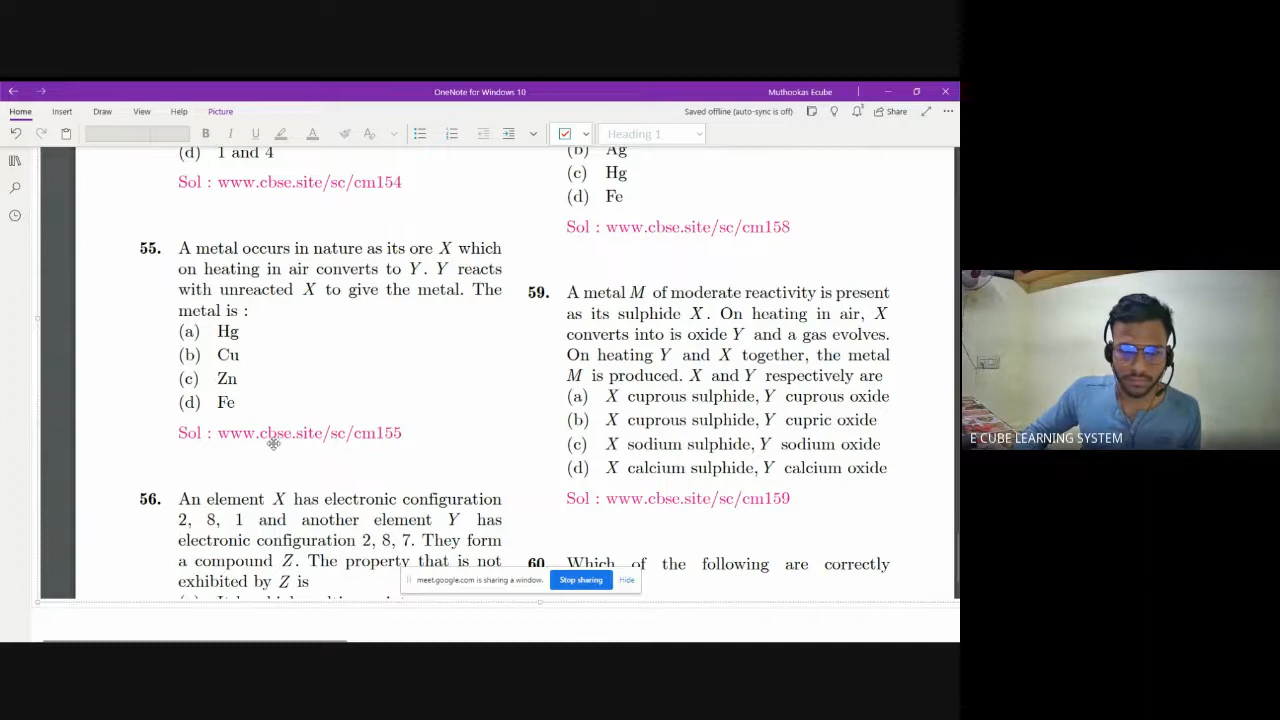 OneNote for Windows 10
Muthookas Ecube
Home Insert Draw View Help Picture
Saved offline (auto-sync is off)
Share
B I U A
Heading 1
(d) 1 and 4
Sol : www.cbse.site/sc/cm154
55. A metal occurs in nature as its ore X which
on heating in air converts to Y. Y reacts
with unreacted X to give the metal. The
metal is :
(a) Hg
(b) Cu
(c) Zn
(d) Fe
Sol : www.cbse.site/sc/cm155
56. An element X has electronic configuration
2, 8, 1 and another element Y has
electronic configuration 2, 8, 7. They form
a compound Z. The property that is not
exhibited by Z is
(b) Ag
(c) Hg
(d) Fe
Sol : www.cbse.site/sc/cm158
59. A metal M of moderate reactivity is present
as its sulphide X. On heating in air, X
converts into is oxide Y and a gas evolves.
On heating Y and X together, the metal
M is produced. X and Y respectively are
(a) X cuprous sulphide, Y cuprous oxide
(b) X cuprous sulphide, Y cupric oxide
(c) X sodium sulphide, Y sodium oxide
(d) X calcium sulphide, Y calcium oxide
Sol : www.cbse.site/sc/cm159
60. Which of the following are correctly
meet.google.com is sharing a window. Stop sharing Hide
E CUBE LEARNING SYSTEM